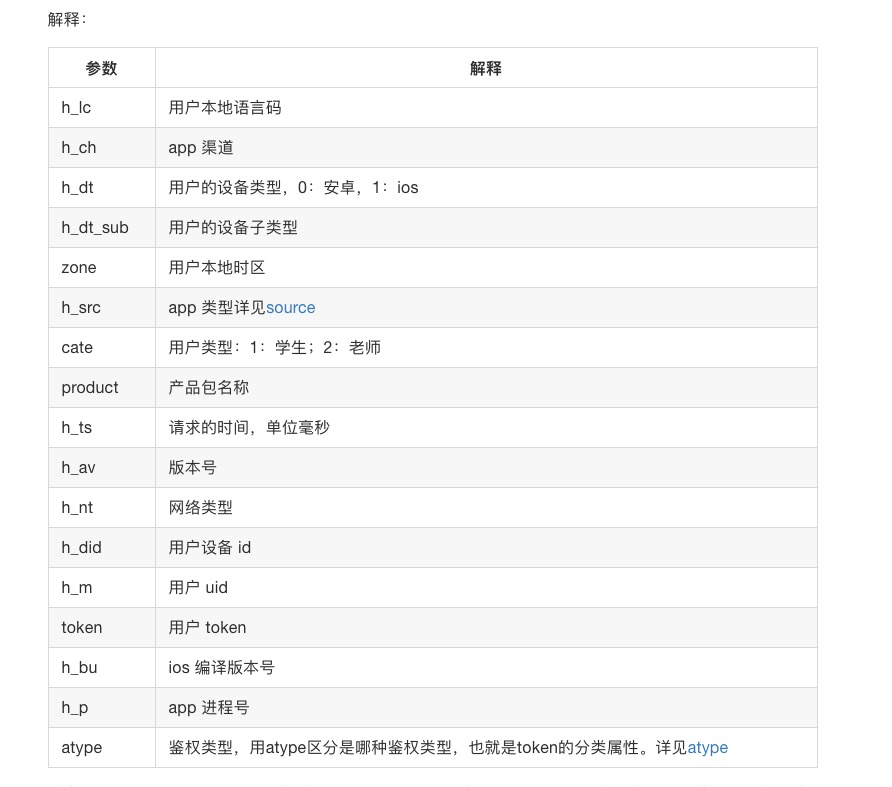 解释：
参数 解释
h_lc 用户本地语言码
h_ch app 渠道
h_dt 用户的设备类型，0：安卓，1：ios
h_dt_sub 用户的设备子类型
zone 用户本地时区
h_src app 类型详见source
cate 用户类型：1：学生；2：老师
product 产品包名称
h_ts 请求的时间，单位毫秒
h_av 版本号
h_nt 网络类型
h_did 用户设备 id
h_m 用户 uid
token 用户 token
h_bu ios 编译版本号
h_p app 进程号
atype 鉴权类型，用atype区分是哪种鉴权类型，也就是token的分类属性。详见atype